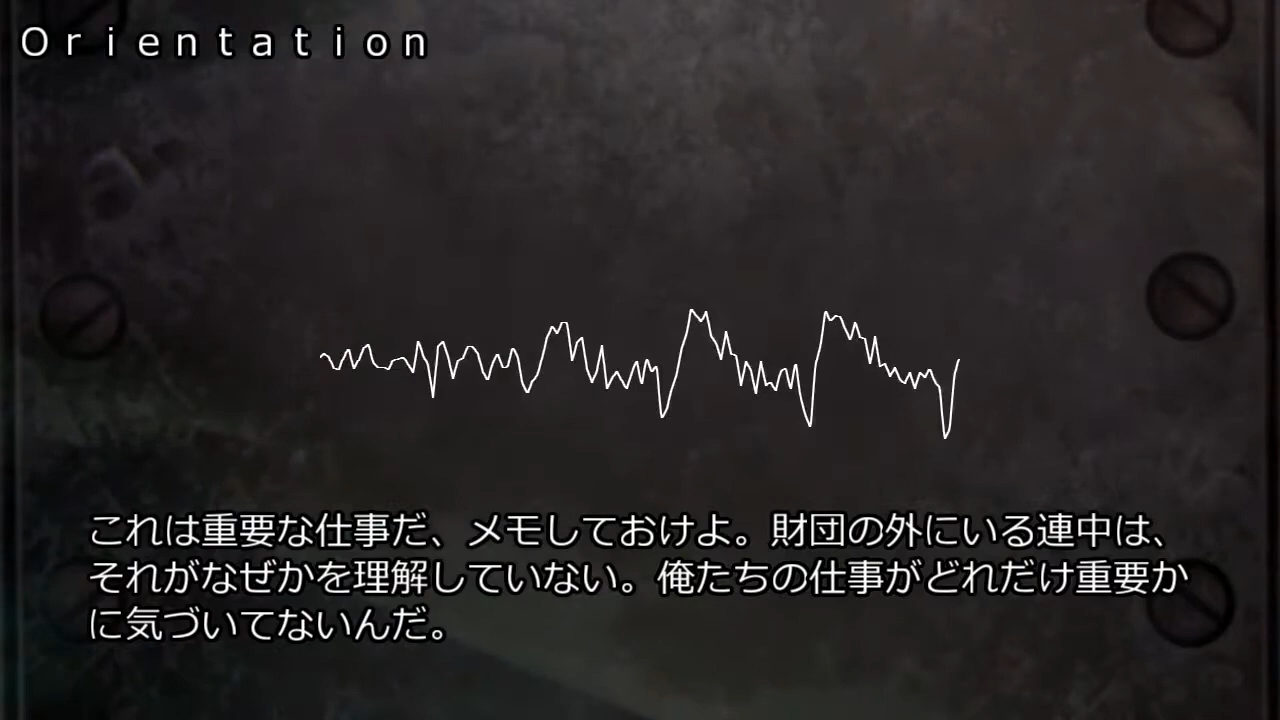 Orientation
これは重要な仕事だ、メモしておけよ。財団の外にいる連中は、
それがなぜかを理解していない。俺たちの仕事がどれだけ重要か
に気づいてないんだ。